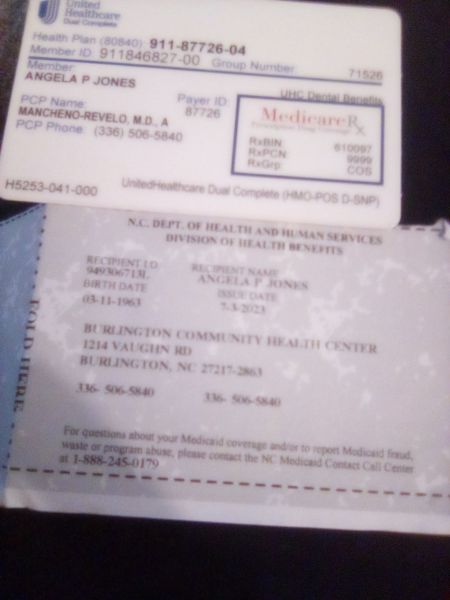 United
Healthcare
Dual Complete
Health Plan (80840) 911-87726-04
Member ID: 911846827-00 Group Number: 71526
Member:
ANGELA P JONES
UHC Dental Benefits
PCP Name: Payer ID:
MANCHENO-REVELO, M.D., A 87726
PCP Phone: (336) 506-5840
MedicareRx
Prescription Drug Coverage
RxBIN: 610097
RxPCN: 9999
RxGrp: COS
H5253-041-000 UnitedHealthcare Dual Complete (HMO-POS D-SNP)
N.C. DEPT. OF HEALTH AND HUMAN SERVICES
DIVISION OF HEALTH BENEFITS
RECIPIENT I D RECIPIENT NAME
949306713L ANGELA P JONES
BIRTH DATE ISSUE DATE
03-11-1963 7-3-2023
BURLINGTON COMMUNITY HEALTH CENTER
1214 VAUGHN RD
BURLINGTON, NC 27217-2863
336- 506-5840 336- 506-5840
For questions about your Medicaid coverage and/or to report Medicaid fraud,
waste or program abuse, please contact the NC Medicaid Contact Call Center
at 1-888-245-0179
FOLD HERE